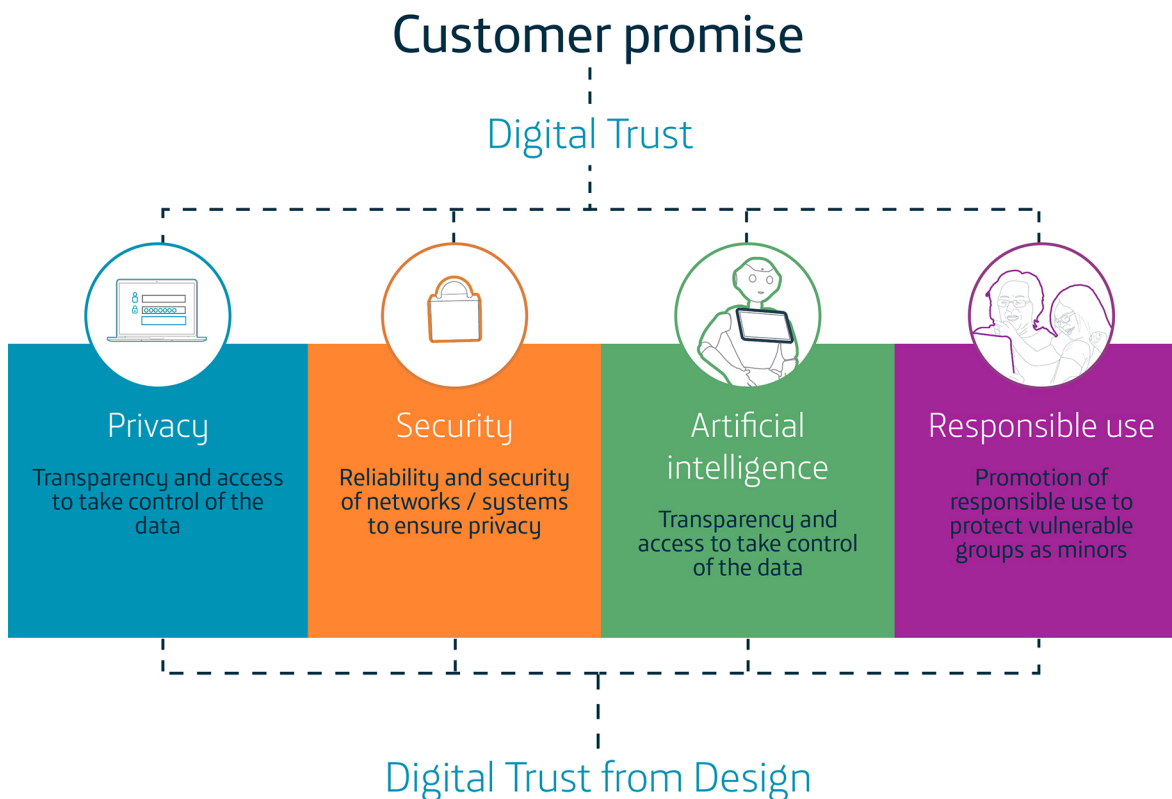 Customer promise
Digital Trust
Privacy
Transparency and access
to take control of the
data
Security
Reliability and security
of networks / systems
to ensure privacy
Artificial
intelligence
Transparency and
access to take control
of the data
Responsible use
Promotion of
responsible use to
protect vulnerable
groups as minors
Digital Trust from Design